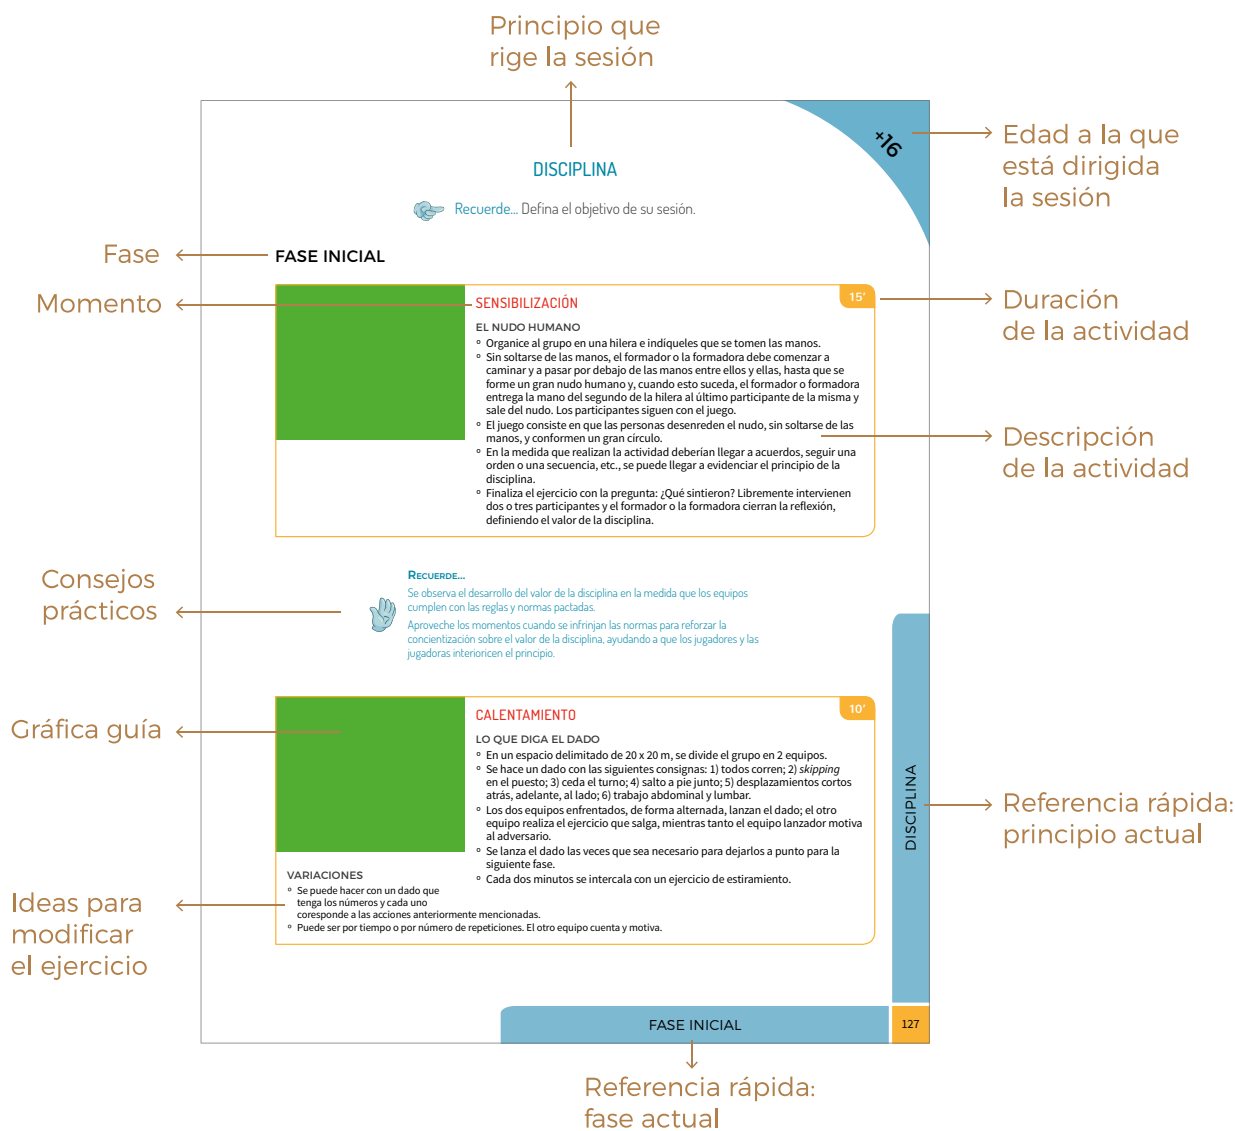 Principio que
rige la sesión
+16
Edad a la que
está dirigida
la sesión
DISCIPLINA
Recuerde... Defina el objetivo de su sesión.
Fase
FASE INICIAL
Momento
SENSIBILIZACIÓN
15’
Duración
de la actividad
EL NUDO HUMANO
º Organice al grupo en una hilera e indíqueles que se tomen las manos.
º Sin soltarse de las manos, el formador o la formadora debe comenzar a
caminar y a pasar por debajo de las manos entre ellos y ellas, hasta que se
forme un gran nudo humano y, cuando esto suceda, el formador o formadora
entrega la mano del segundo de la hilera al último participante de la misma y
sale del nudo. Los participantes siguen con el juego.
º El juego consiste en que las personas desenreden el nudo, sin soltarse de las
manos, y conformen un gran círculo.
º En la medida que realizan la actividad deberían llegar a acuerdos, seguir una
orden o una secuencia, etc., se puede llegar a evidenciar el principio de la
disciplina.
º Finaliza el ejercicio con la pregunta: ¿Qué sintieron? Libremente intervienen
dos o tres participantes y el formador o la formadora cierran la reflexión,
definiendo el valor de la disciplina.
Descripción
de la actividad
Consejos
prácticos
Recuerde...
Se observa el desarrollo del valor de la disciplina en la medida que los equipos
cumplen con las reglas y normas pactadas.
Aproveche los momentos cuando se infrinjan las normas para reforzar la
concientización sobre el valor de la disciplina, ayudando a que los jugadores y las
jugadoras interioricen el principio.
Gráfica guía
CALENTAMIENTO
10’
LO QUE DIGA EL DADO
º En un espacio delimitado de 20 x 20 m, se divide el grupo en 2 equipos.
º Se hace un dado con las siguientes consignas: 1) todos corren; 2) skipping
en el puesto; 3) ceda el turno; 4) salto a pie junto; 5) desplazamientos cortos
atrás, adelante, al lado; 6) trabajo abdominal y lumbar.
º Los dos equipos enfrentados, de forma alternada, lanzan el dado; el otro
equipo realiza el ejercicio que salga, mientras tanto el equipo lanzador motiva
al adversario.
º Se lanza el dado las veces que sea necesario para dejarlos a punto para la
siguiente fase.
º Cada dos minutos se intercala con un ejercicio de estiramiento.
DISCIPLINA
Referencia rápida:
principio actual
Ideas para
modificar
el ejercicio
VARIACIONES
º Se puede hacer con un dado que
tenga los números y cada uno
coresponde a las acciones anteriormente mencionadas.
º Puede ser por tiempo o por número de repeticiones. El otro equipo cuenta y motiva.
FASE INICIAL
127
Referencia rápida:
fase actual